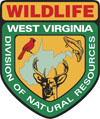 WILDLIFE
WEST VIRGINIA
DIVISION OF NATURAL RESOURCES